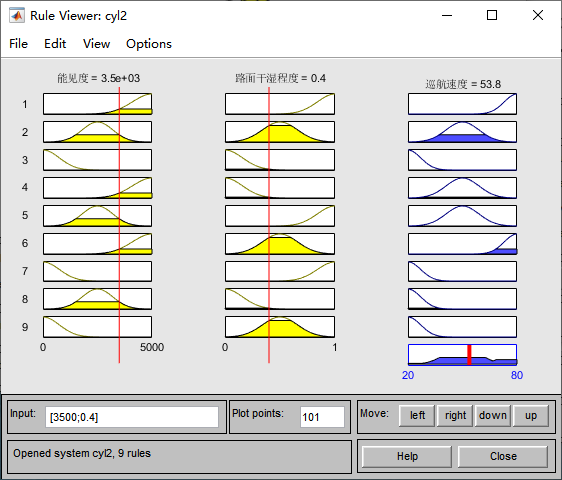 Rule Viewer: cyl2
File Edit View Options
能见度 = 3.5e+03 路面干湿程度 = 0.4 巡航速度 = 53.8
1
2
3
4
5
6
7
8
9
0 5000 0 1
20 80
Input: [3500;0.4] Plot points: 101 Move: left right down up
Opened system cyl2, 9 rules Help Close